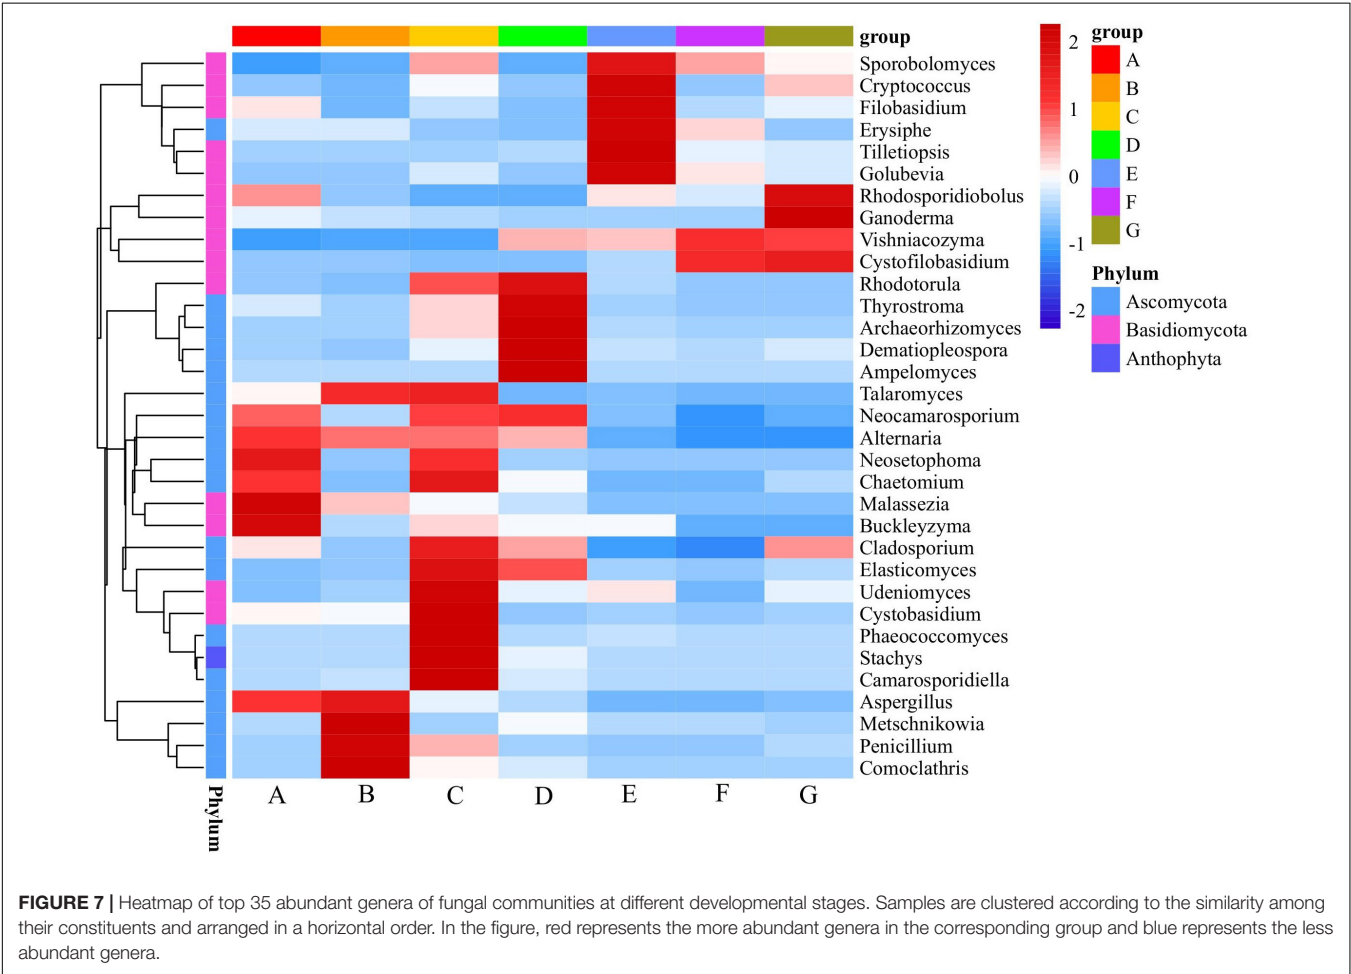 group
Sporobolomyces
Cryptococcus
Filobasidium
Erysiphe
Tilletiopsis
Golubevia
Rhodosporidiobolus
Ganoderma
Vishniacozyma
Cystofilobasidium
Rhodotorula
Thyrostroma
Archaeorhizomyces
Dematiopleospora
Ampelomyces
Talaromyces
Neocamarosporium
Alternaria
Neosetophoma
Chaetomium
Malassezia
Buckleyzyma
Cladosporium
Elasticomyces
Udeniomyces
Cystobasidium
Phaeococcomyces
Stachys
Camarosporidiella
Aspergillus
Metschnikowia
Penicillium
Comoclathris
2
1
0
-1
-2
group
A
B
C
D
E
F
G
Phylum
Ascomycota
Basidiomycota
Anthophyta
Phylum
A B C D E F G
FIGURE 7 | Heatmap of top 35 abundant genera of fungal communities at different developmental stages. Samples are clustered according to the similarity among
their constituents and arranged in a horizontal order. In the figure, red represents the more abundant genera in the corresponding group and blue represents the less
abundant genera.